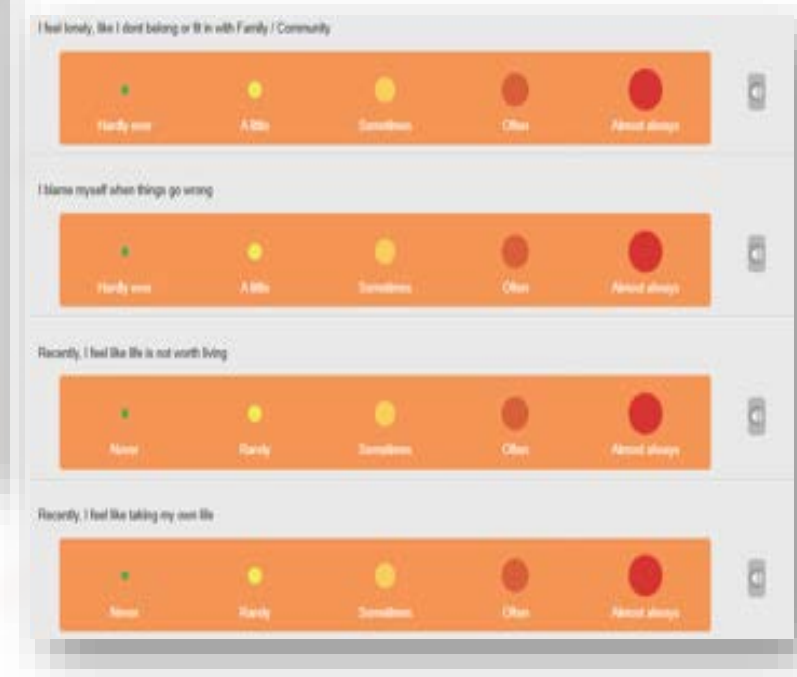 I feel lonely, like I dont belong or fit in with Family / Community
Hardly ever A little Sometimes Often Almost always
I blame myself when things go wrong
Hardly ever A little Sometimes Often Almost always
Recently, I feel like life is not worth living
Never Rarely Sometimes Often Almost always
Recently, I feel like taking my own life
Never Rarely Sometimes Often Almost always